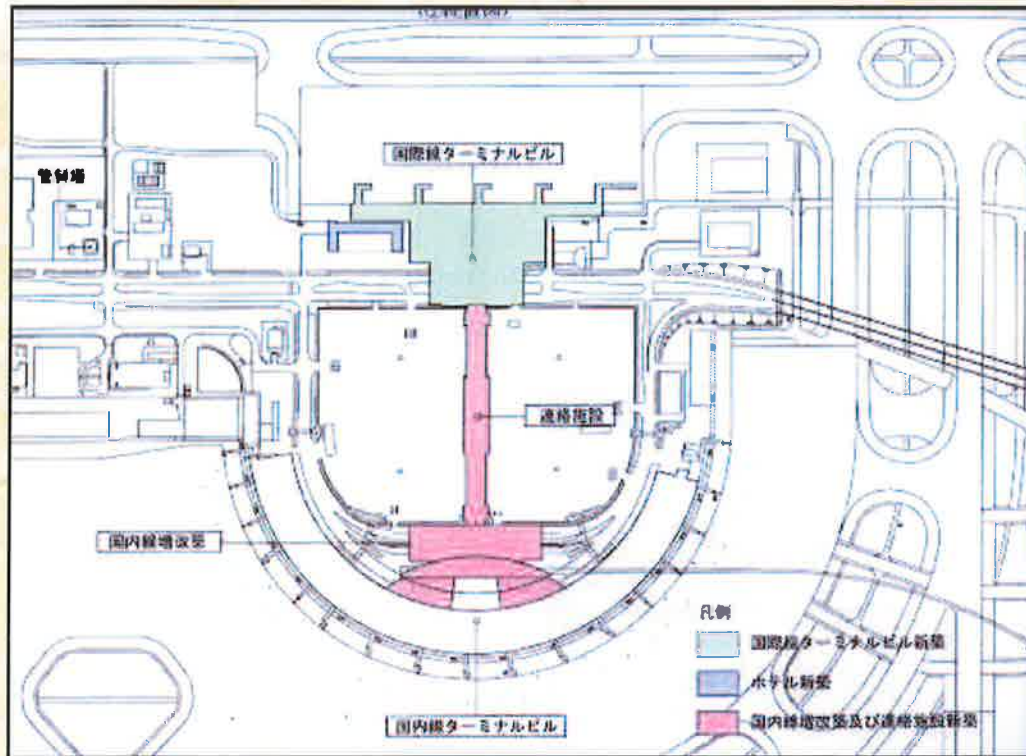 国際線ターミナルビル
管制塔
連絡施設
国内線増改築
国内線ターミナルビル
凡例
国際線ターミナルビル新築
ホテル新築
国内線増改築及び連絡施設新築